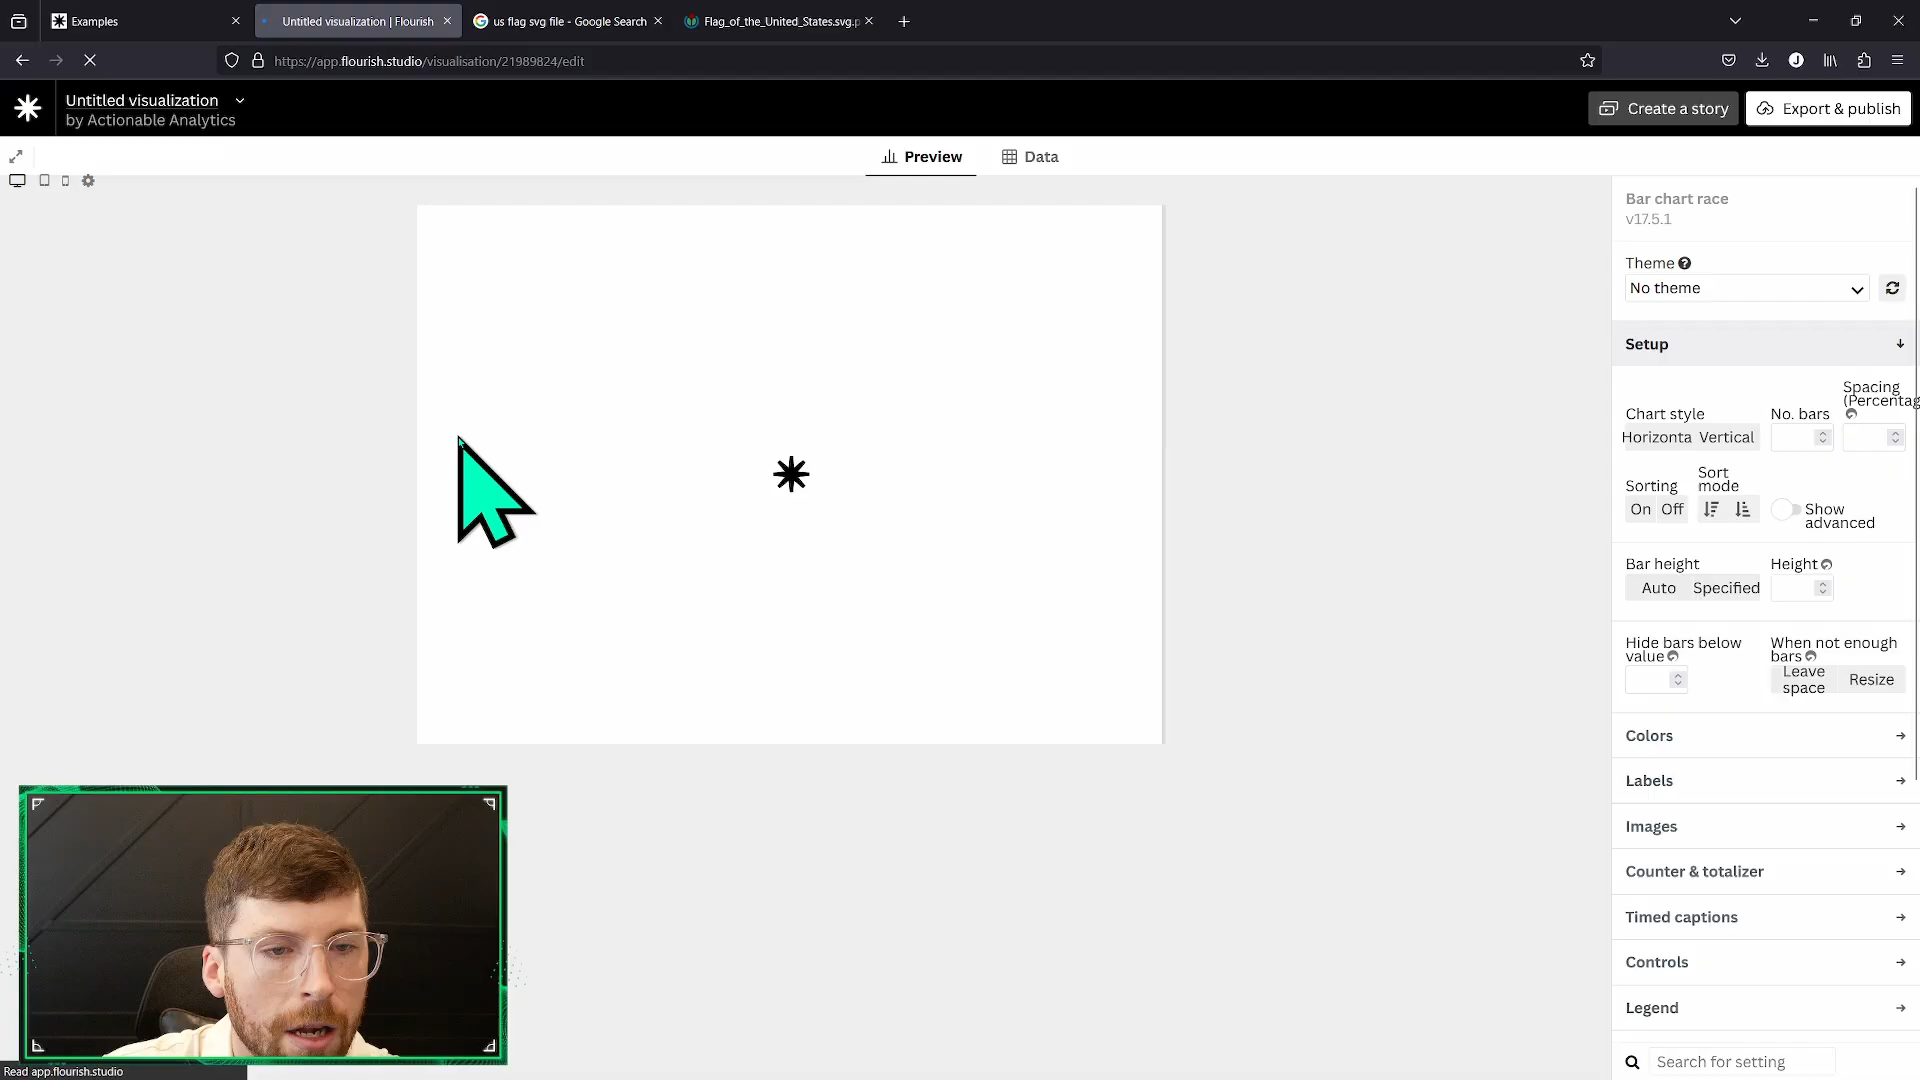 Examples
Untitled visualization | Flourish
us flag svg file - Google Search
Flag_of_the_United_States.svg.p
https://app.flourish.studio/visualisation/21989824/edit
Untitled visualization
by Actionable Analytics
Create a story
Export & publish
Preview
Data
Bar chart race
v17.5.1
Theme
No theme
Setup
Spacing
(Percentag
Chart style
No. bars
Horizonta
Vertical
Sort
mode
Sorting
On
Off
Show
advanced
Bar height
Height
Auto
Specified
Hide bars below
value
When not enough
bars
Leave
space
Resize
Colors
Labels
Images
Counter & totalizer
Timed captions
Controls
Legend
Search for setting
Read app.flourish.studio